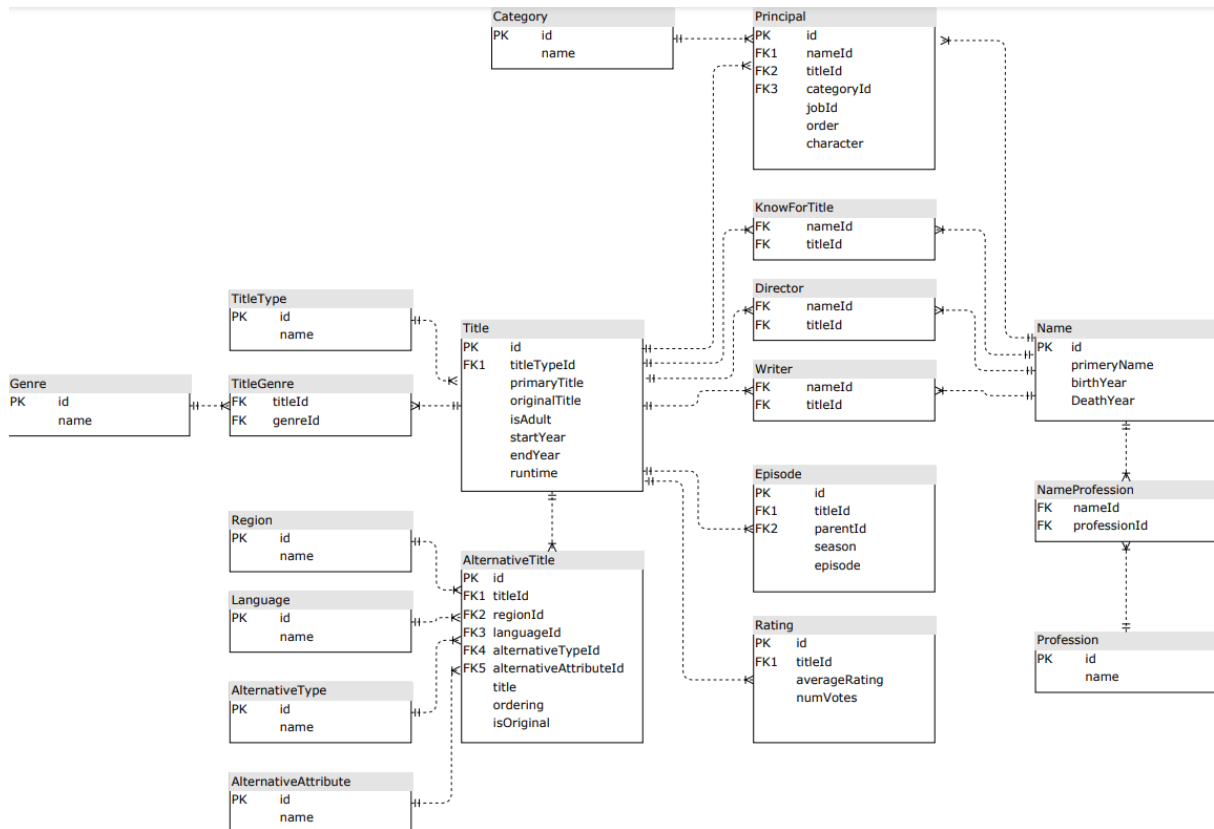 Category
PK id
name
Principal
PK id
FK1 nameId
FK2 titleId
FK3 categoryId
jobId
order
character
KnowForTitle
FK nameId
FK titleId
Director
FK nameId
FK titleId
Writer
FK nameId
FK titleId
TitleType
PK id
name
Genre
PK id
name
TitleGenre
FK titleId
FK genreId
Title
PK id
FK1 titleTypeId
primaryTitle
originalTitle
isAdult
startYear
endYear
runtime
Name
PK id
primeryName
birthYear
DeathYear
Episode
PK id
FK1 titleId
FK2 parentId
season
episode
NameProfession
FK nameId
FK professionId
Region
PK id
name
Language
PK id
name
AlternativeType
PK id
name
AlternativeAttribute
PK id
name
AlternativeTitle
PK id
FK1 titleId
FK2 regionId
FK3 languageId
FK4 alternativeTypeId
FK5 alternativeAttributeId
title
ordering
isOriginal
Rating
PK id
FK1 titleId
averageRating
numVotes
Profession
PK id
name